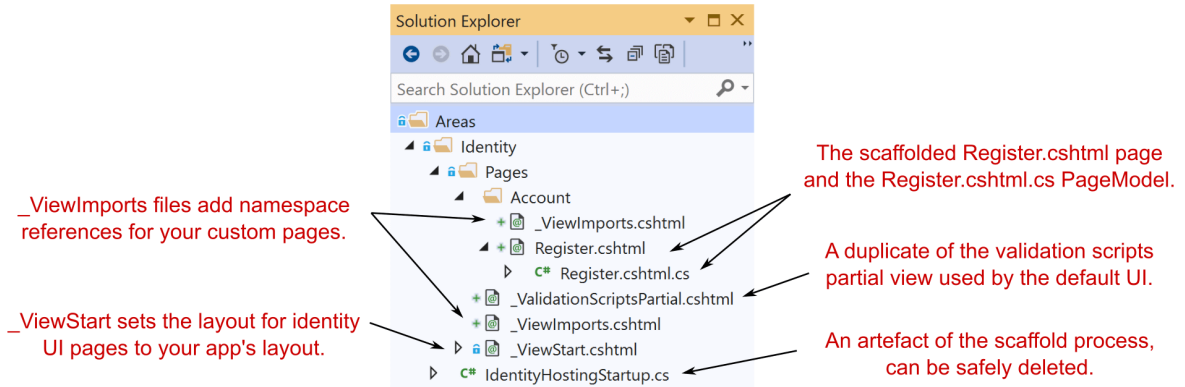 Solution Explorer
Search Solution Explorer (Ctrl+;)
Areas
Identity
Pages
Account
_ViewImports.cshtml
Register.cshtml
C# Register.cshtml.cs
_ValidationScriptsPartial.cshtml
_ViewImports.cshtml
_ViewStart.cshtml
C# IdentityHostingStartup.cs
_ViewImports files add namespace
references for your custom pages.
_ViewStart sets the layout for identity
UI pages to your app's layout.
The scaffolded Register.cshtml page
and the Register.cshtml.cs PageModel.
A duplicate of the validation scripts
partial view used by the default UI.
An artefact of the scaffold process,
can be safely deleted.